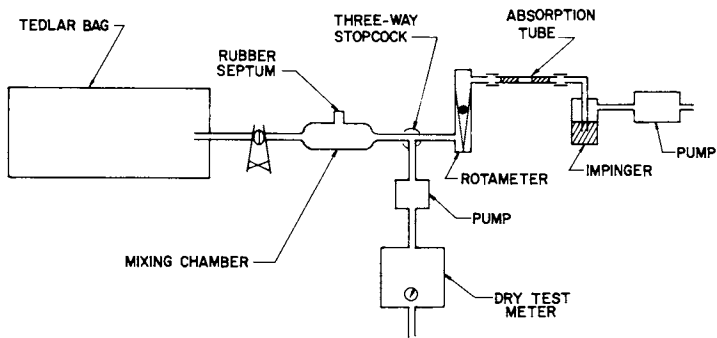 TEDLAR BAG
RUBBER
SEPTUM
THREE-WAY
STOPCOCK
ABSORPTION
TUBE
MIXING CHAMBER
PUMP
DRY TEST
METER
ROTAMETER
IMPINGER
PUMP